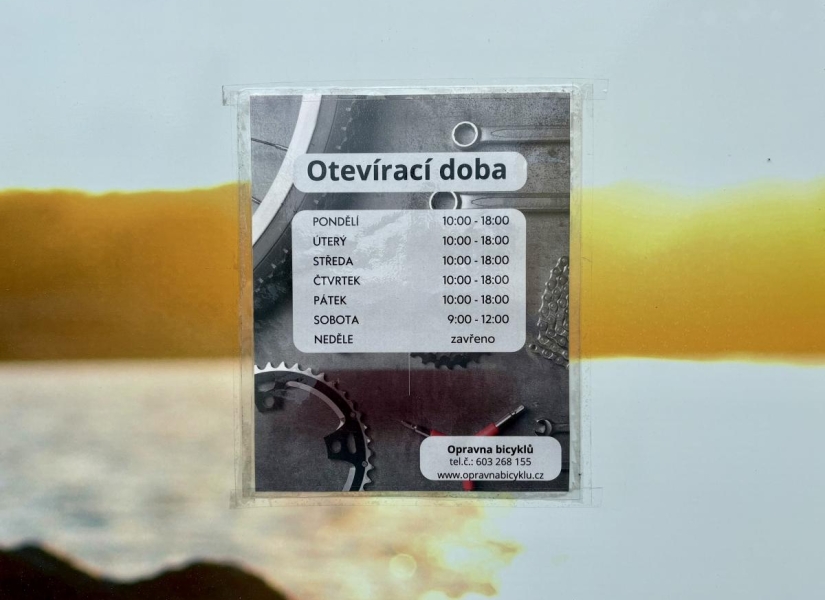 Otevírací doba
PONDĚLÍ 10:00 - 18:00
ÚTERÝ 10:00 - 18:00
STŘEDA 10:00 - 18:00
ČTVRTEK 10:00 - 18:00
PÁTEK 10:00 - 18:00
SOBOTA 9:00 - 12:00
NEDĚLE zavřeno
Opravna bicyklů
tel.č.: 603 268 155
www.opravnabicyklu.cz